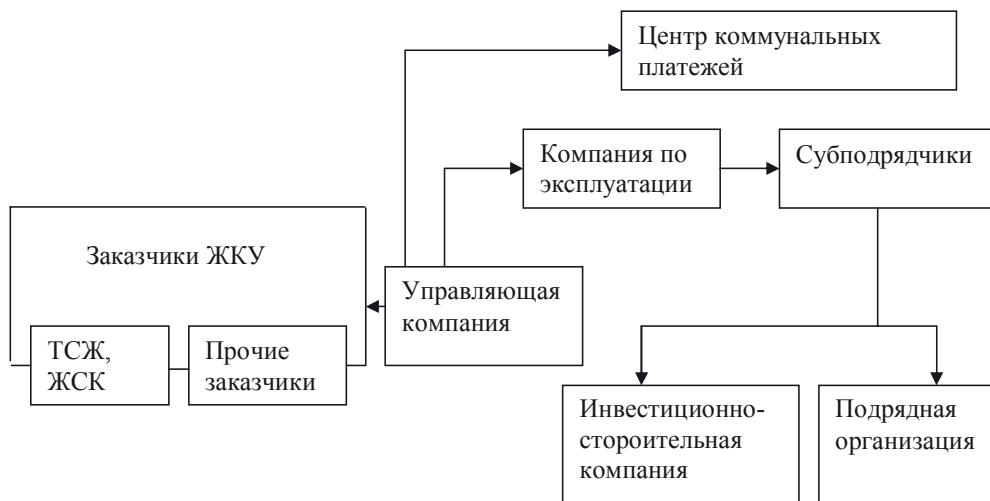 Центр коммунальных
платежей
Компания по
эксплуатации
Субподрядчики
Заказчики ЖКУ
Управляющая
компания
ТСЖ,
ЖСК
Прочие
заказчики
Инвестиционно-
стороительная
компания
Подрядная
организация